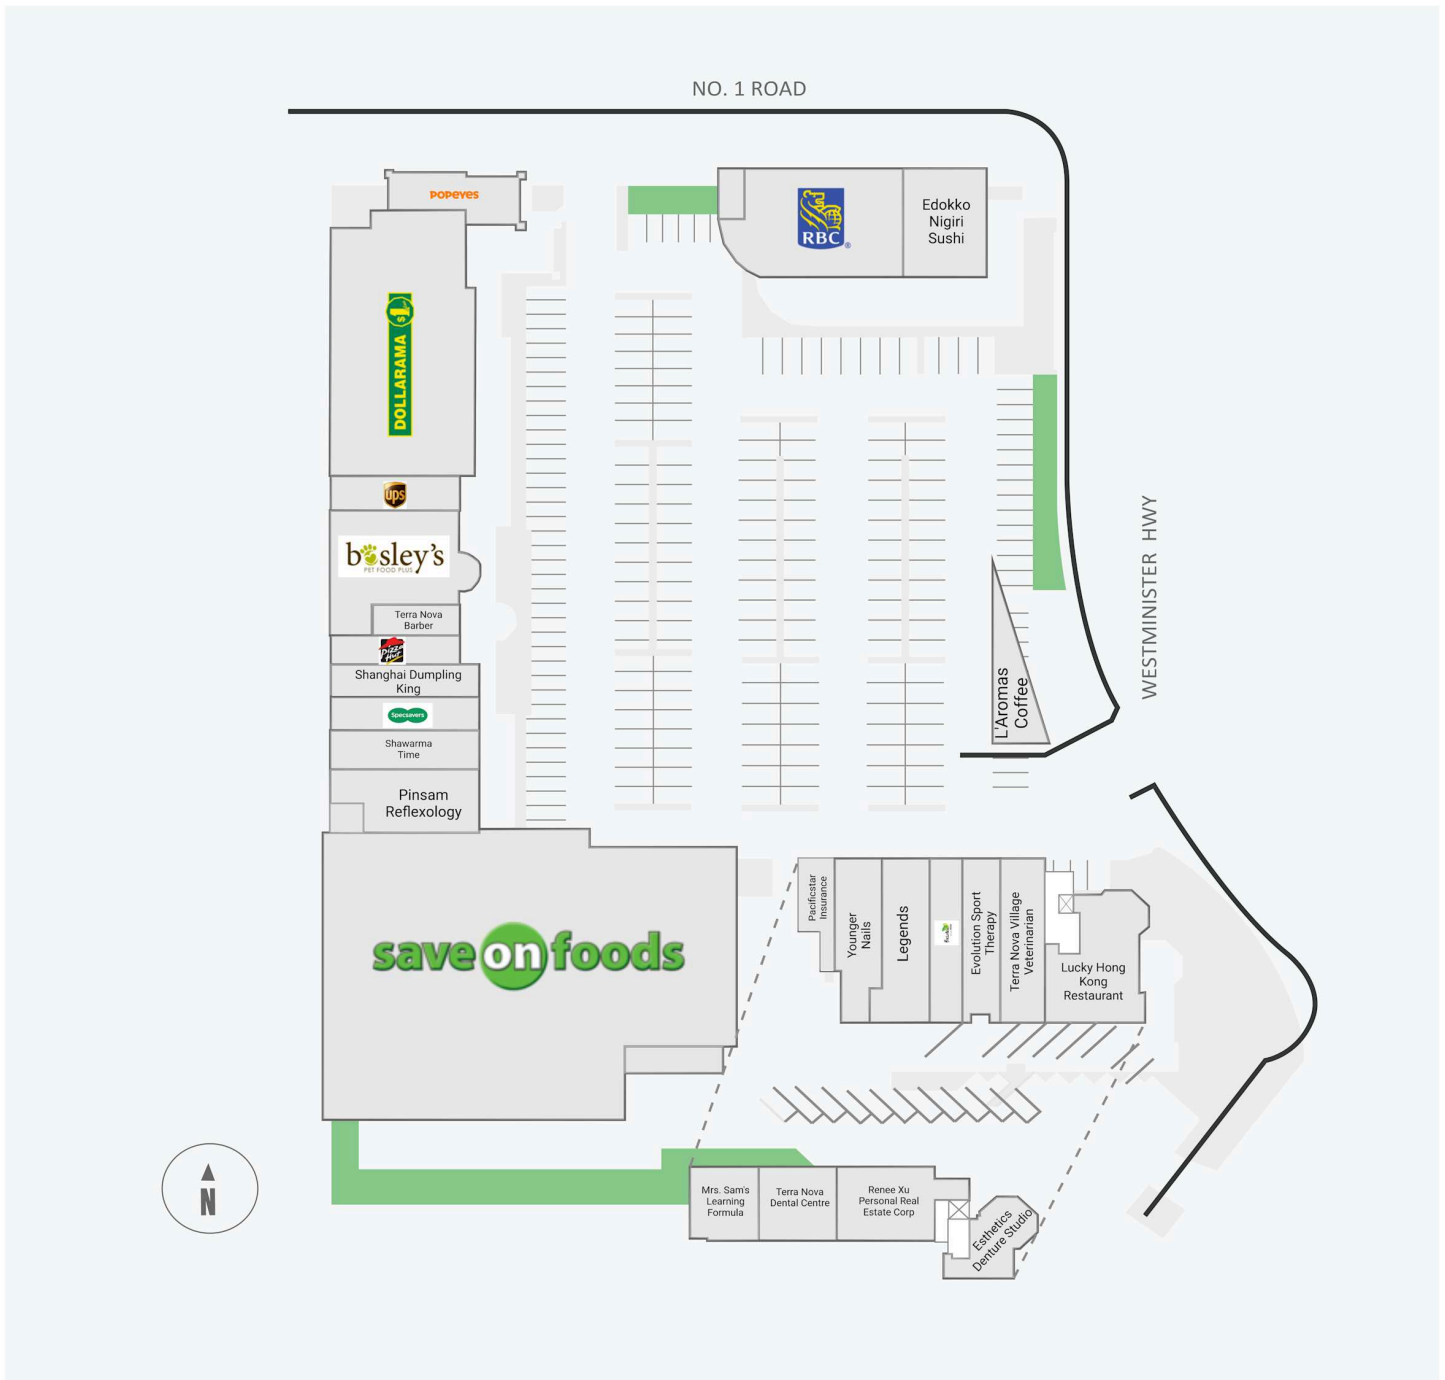 NO. 1 ROAD
POPEYES
RBC
®
Edokko
Nigiri
Sushi
DOLLARAMA $1
ups
bosley's
PET FOOD PLUS
Terra Nova
Barber
Pizza
Hut
Shanghai Dumpling
King
Specsavers
Shawarma
Time
Pinsam
Reflexology
L'Aromas
Coffee
WESTMINISTER HWY
save on foods
Pacificstar
Insurance
Younger
Nails
Legends
Evolution Sport
Therapy
Terra Nova Village
Veterinarian
Lucky Hong
Kong
Restaurant
N
Mrs. Sam's
Learning
Formula
Terra Nova
Dental Centre
Renee Xu
Personal Real
Estate Corp
Esthetics
Denture Studio